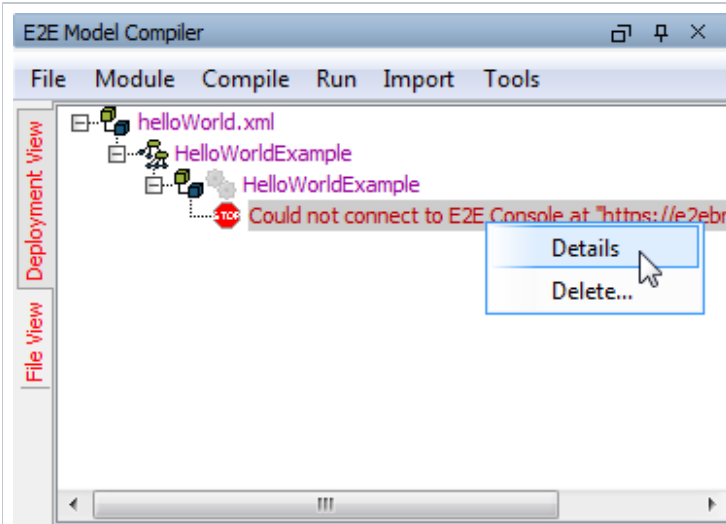 E2E Model Compiler
File Module Compile Run Import Tools
Deployment View
File View
helloWorld.xml
HelloWorldExample
HelloWorldExample
STOP Could not connect to E2E Console at "https://e2ebr
Details
Delete...